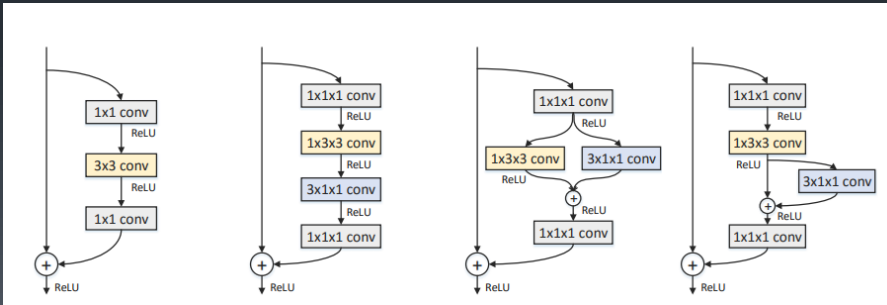 1x1 conv
ReLU
3x3 conv
ReLU
1x1 conv
+
ReLU
1x1x1 conv
ReLU
1x3x3 conv
ReLU
3x1x1 conv
ReLU
1x1x1 conv
+
ReLU
1x1x1 conv
ReLU
1x3x3 conv
3x1x1 conv
ReLU
+
ReLU
1x1x1 conv
+
ReLU
1x1x1 conv
ReLU
1x3x3 conv
ReLU
3x1x1 conv
+
ReLU
1x1x1 conv
+
ReLU